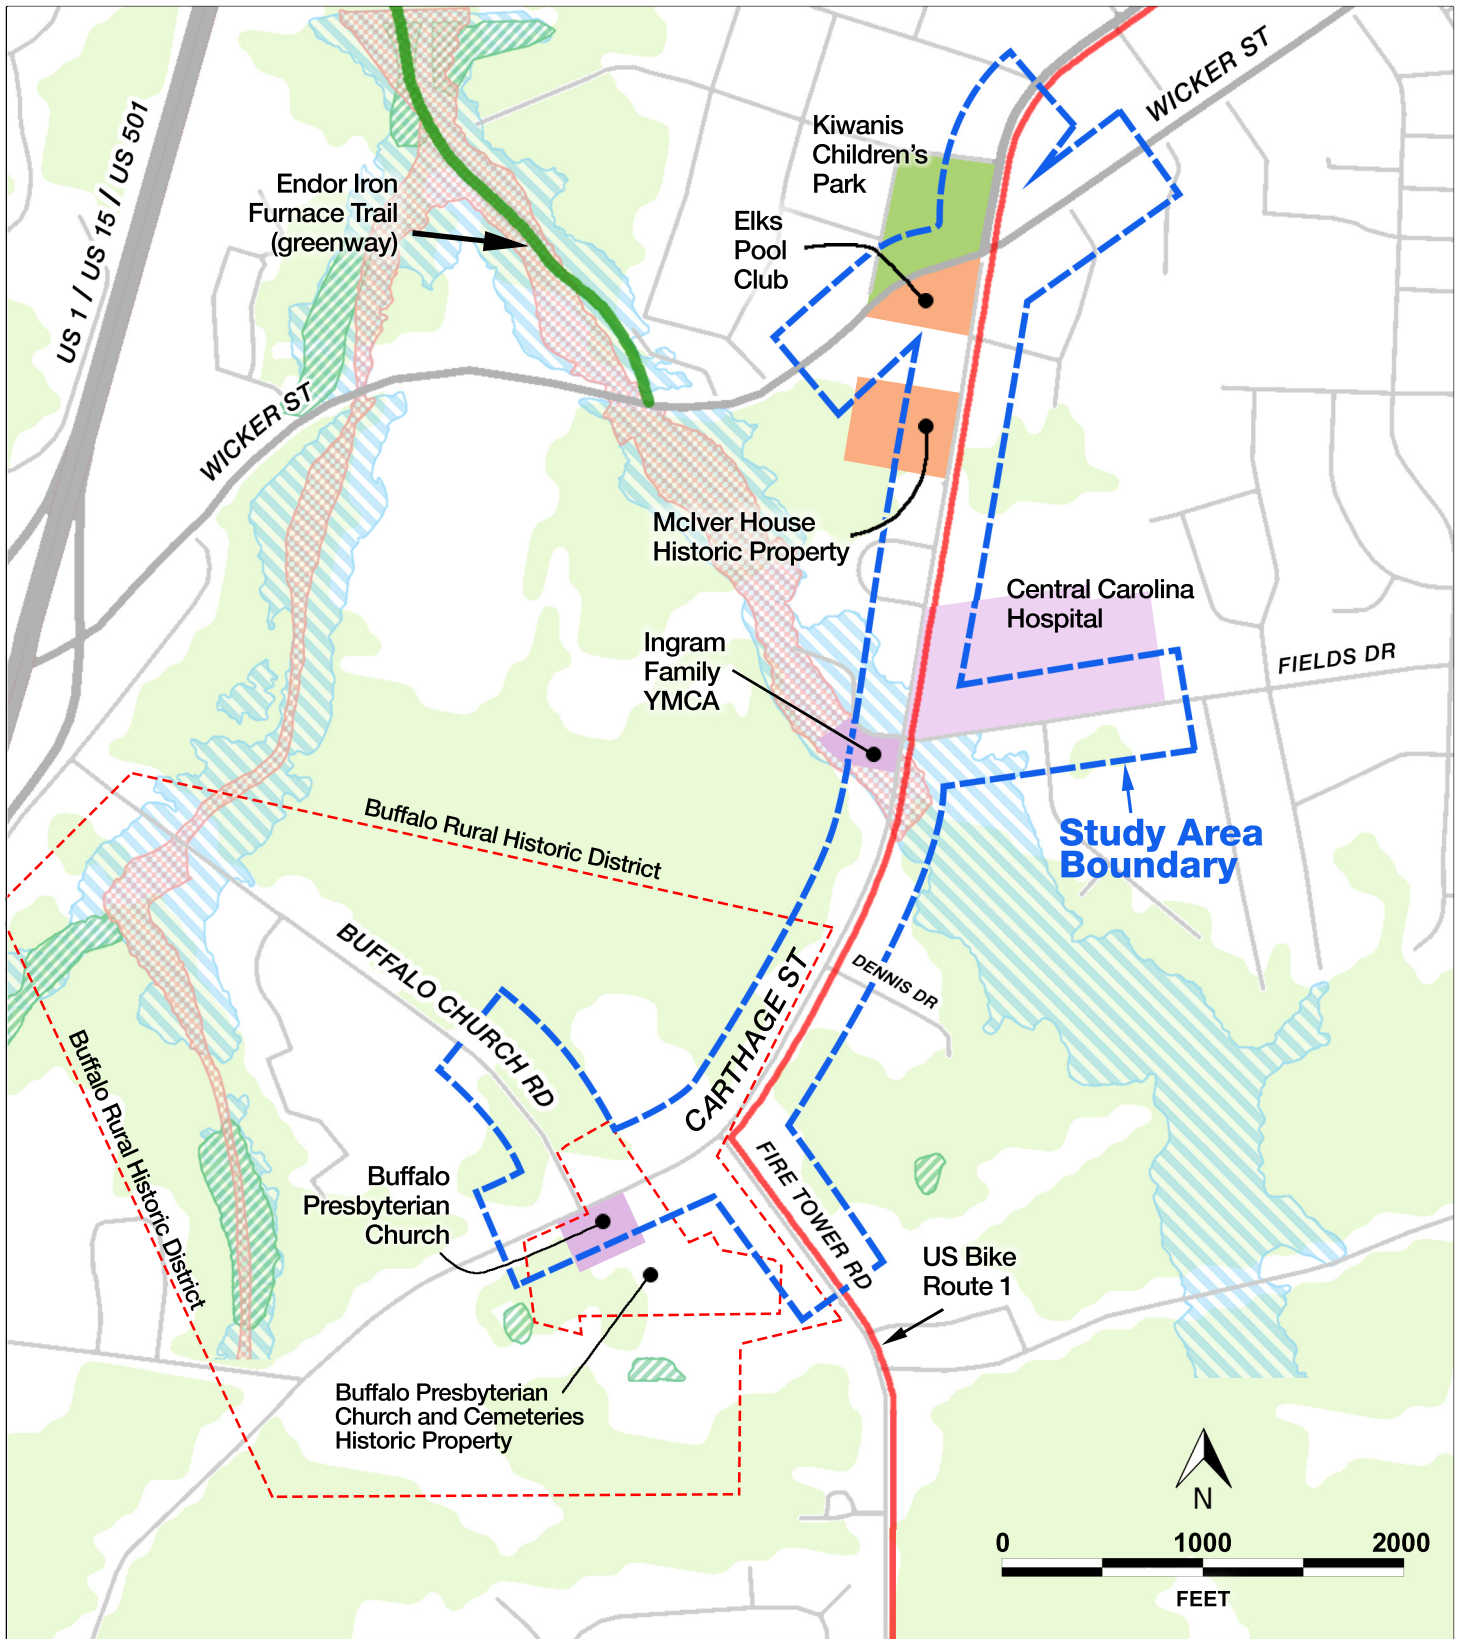 WICKER ST
US 1 / US 15 / US 501
Kiwanis
Children's
Park
Endor Iron
Furnace Trail
(greenway)
Elks
Pool
Club
WICKER ST
McIver House
Historic Property
Central Carolina
Hospital
Ingram
Family
YMCA
FIELDS DR
Study Area
Boundary
Buffalo Rural Historic District
BUFFALO CHURCH RD
CARTHAGE ST
DENNIS DR
Buffalo Rural Historic District
FIRE TOWER RD
Buffalo
Presbyterian
Church
US Bike
Route 1
Buffalo Presbyterian
Church and Cemeteries
Historic Property
N
0 1000 2000
FEET